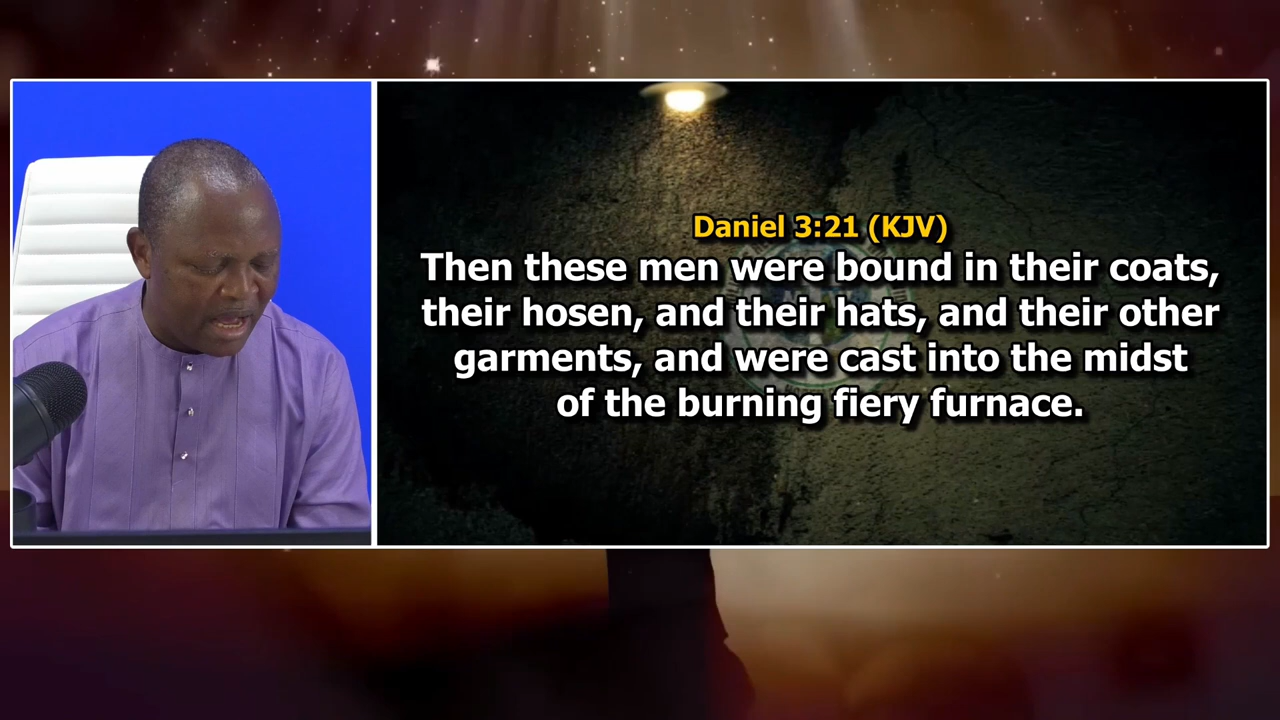 Daniel 3:21 (KJV)
Then these men were bound in their coats,
their hosen, and their hats, and their other
garments, and were cast into the midst
of the burning fiery furnace.